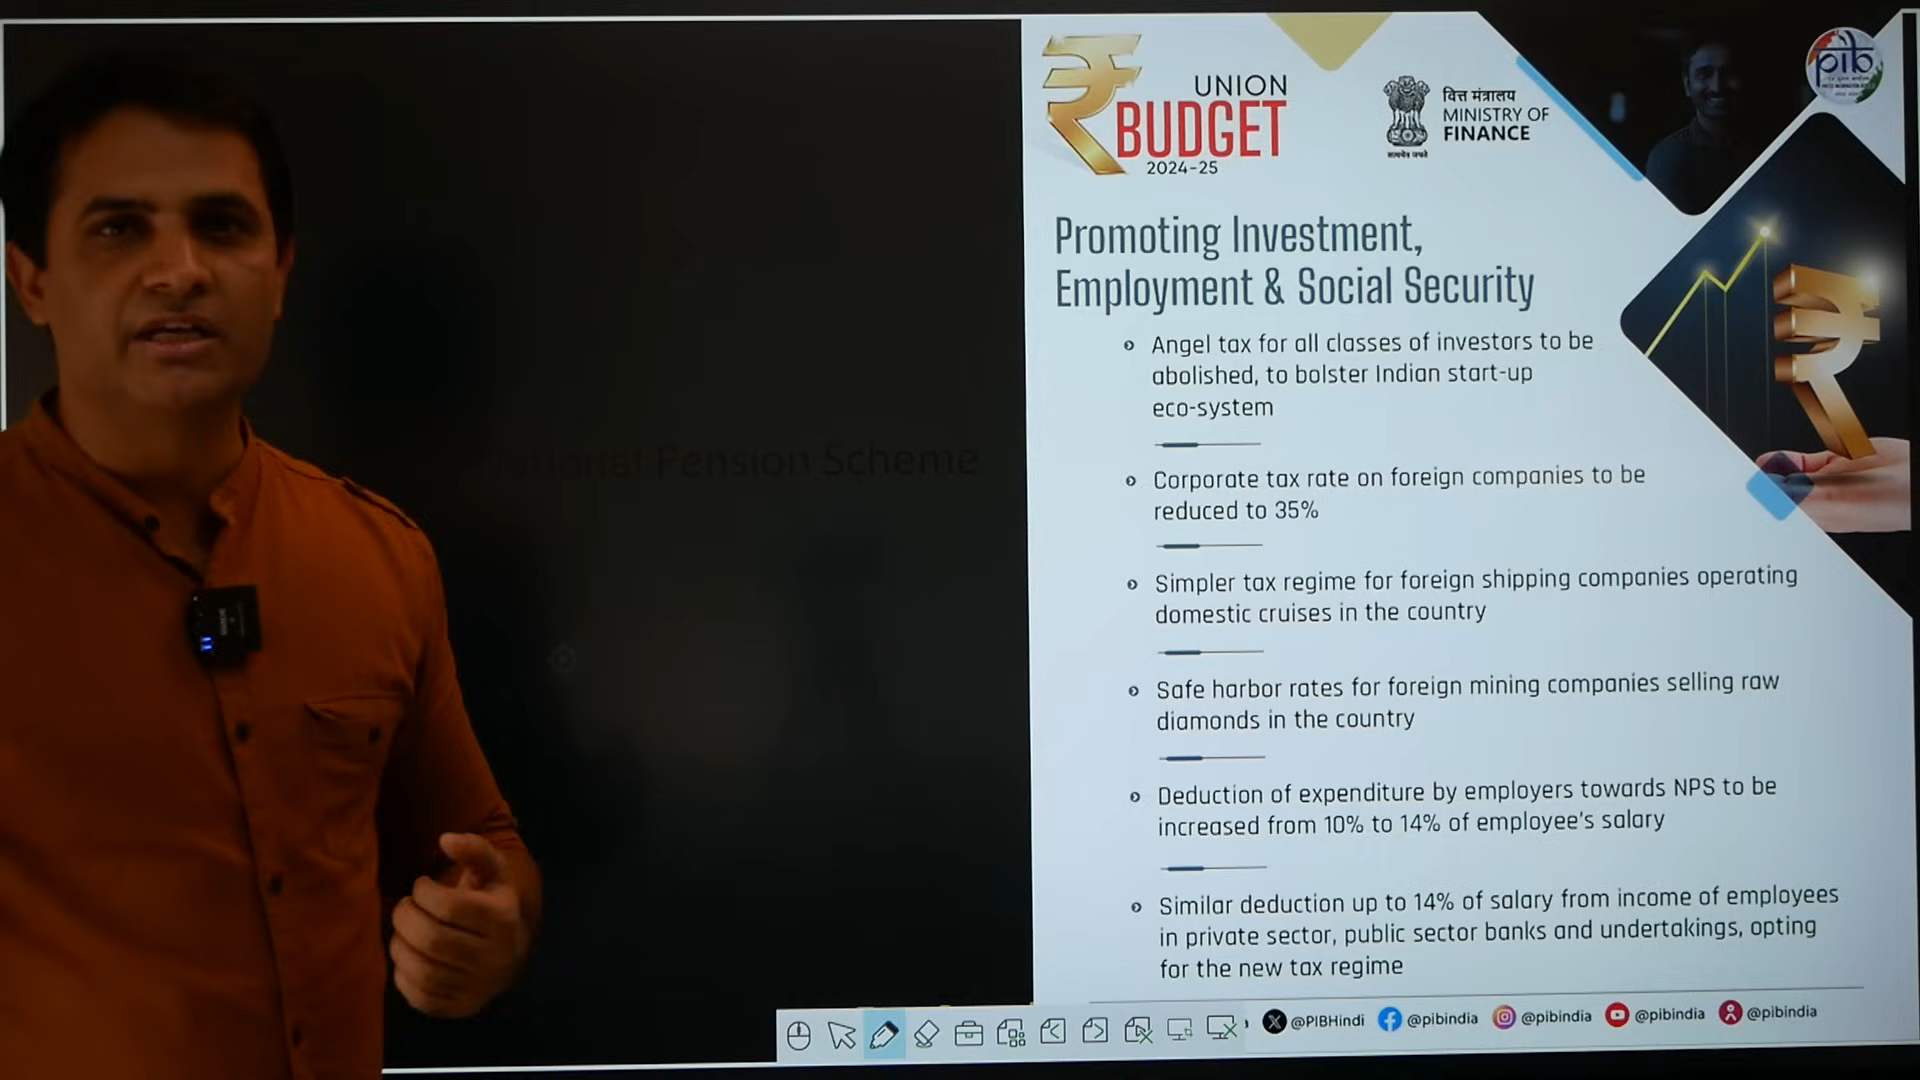 UNION
BUDGET
2024-25
वित्त मंत्रालय
MINISTRY OF
FINANCE
सत्यमेव जयते
pib
Promoting Investment,
Employment & Social Security
Angel tax for all classes of investors to be
abolished, to bolster Indian start-up
eco-system
Corporate tax rate on foreign companies to be
reduced to 35%
Simpler tax regime for foreign shipping companies operating
domestic cruises in the country
Safe harbor rates for foreign mining companies selling raw
diamonds in the country
Deduction of expenditure by employers towards NPS to be
increased from 10% to 14% of employee's salary
Similar deduction up to 14% of salary from income of employees
in private sector, public sector banks and undertakings, opting
for the new tax regime
National Pension Scheme
@PIBHindi @pibindia @pibindia @pibindia @pibindia